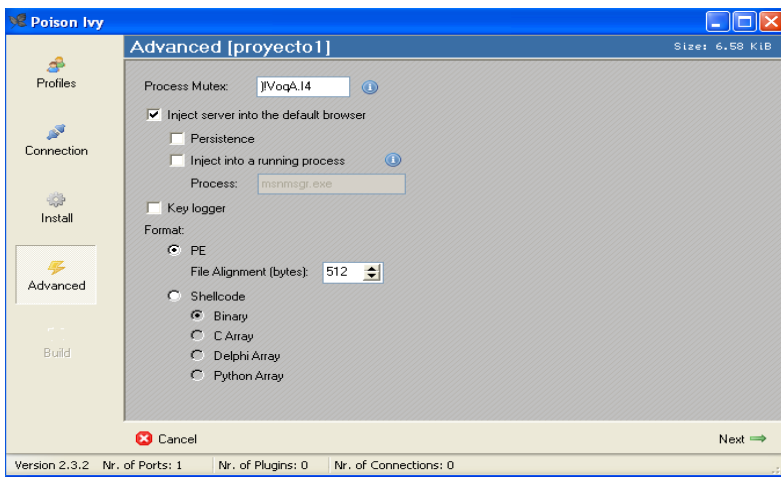 Poison Ivy
Advanced [proyecto1]
Size: 6.58 KiB
Profiles
Connection
Install
Advanced
Build
Process Mutex: )!VoqA.I4
Inject server into the default browser
Persistence
Inject into a running process
Process: msnmsgr.exe
Key logger
Format:
PE
File Alignment (bytes): 512
Shellcode
Binary
C Array
Delphi Array
Python Array
Cancel
Next
Version 2.3.2 Nr. of Ports: 1 Nr. of Plugins: 0 Nr. of Connections: 0